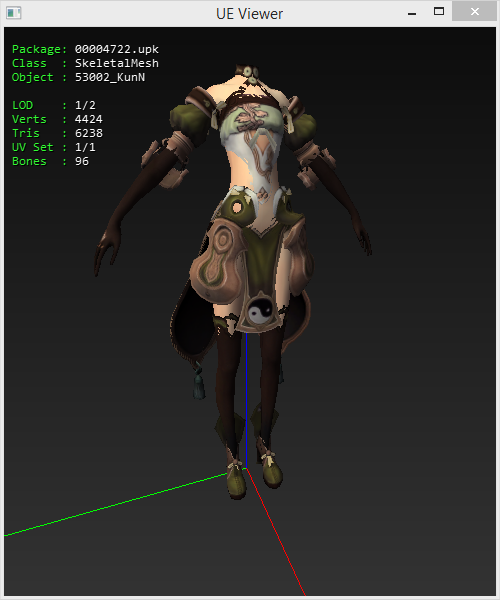 UE Viewer
Package: 00004722.upk
Class : SkeletalMesh
Object : 53002_KunN
LOD : 1/2
Verts : 4424
Tris : 6238
UV Set : 1/1
Bones : 96